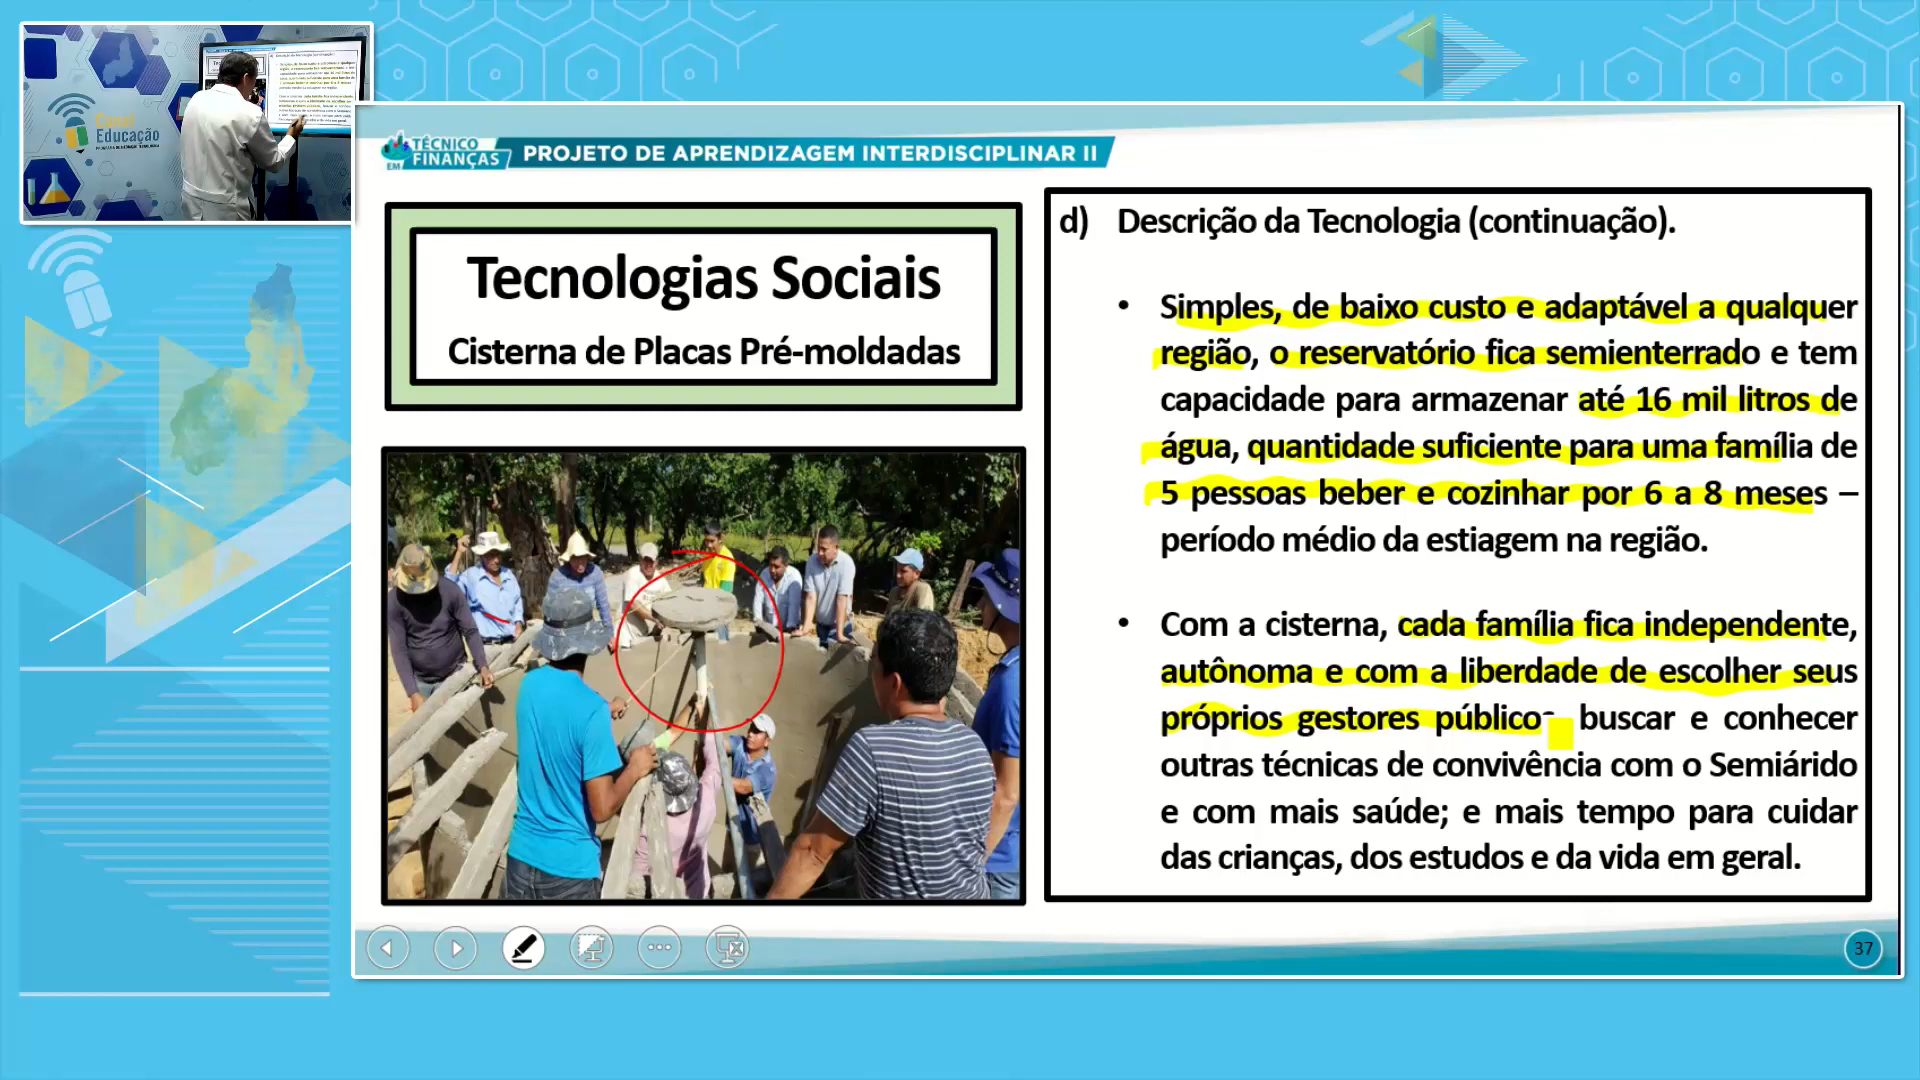 Canal
Educação
TÉCNICO
EM FINANÇAS
PROJETO DE APRENDIZAGEM INTERDISCIPLINAR II
Tecnologias Sociais
Cisterna de Placas Pré-moldadas
d) Descrição da Tecnologia (continuação).
• Simples, de baixo custo e adaptável a qualquer
região, o reservatório fica semienterrado e tem
capacidade para armazenar até 16 mil litros de
água, quantidade suficiente para uma família de
5 pessoas beber e cozinhar por 6 a 8 meses –
período médio da estiagem na região.
• Com a cisterna, cada família fica independente,
autônoma e com a liberdade de escolher seus
próprios gestores público buscar e conhecer
outras técnicas de convivência com o Semiárido
e com mais saúde; e mais tempo para cuidar
das crianças, dos estudos e da vida em geral.
37